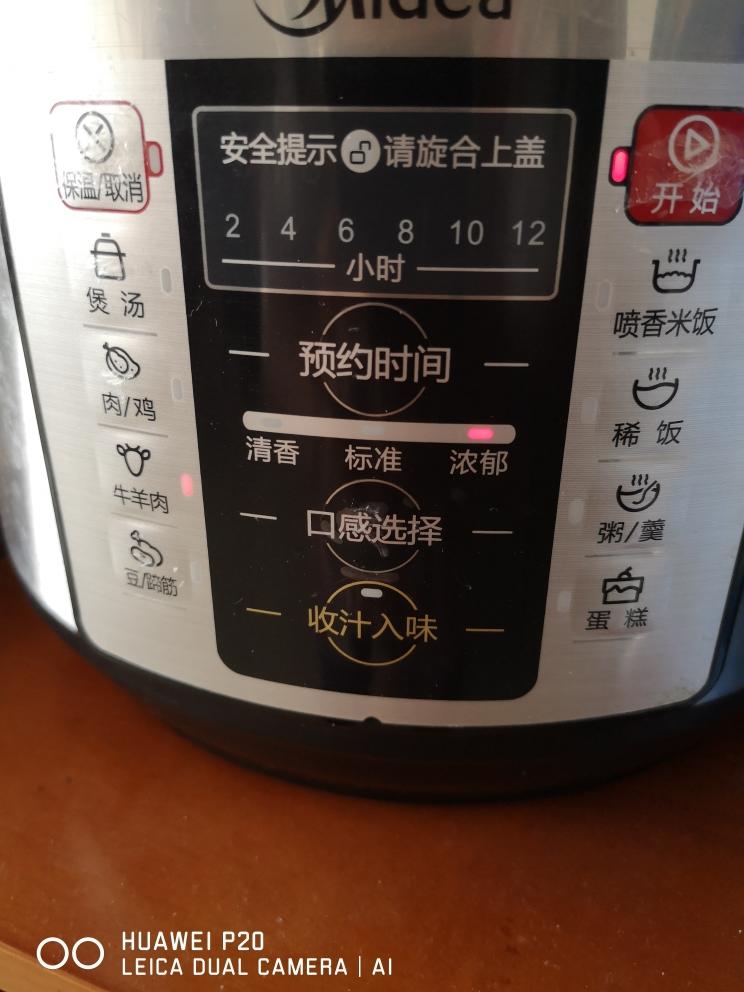 Midea
安全提示 请旋合上盖
2 4 6 8 10 12
小时
预约时间
清香 标准 浓郁
口感选择
收汁入味
保温/取消
煲汤
肉/鸡
牛羊肉
豆/蹄筋
开始
喷香米饭
稀饭
粥/羹
蛋糕
HUAWEI P20
LEICA DUAL CAMERA | AI